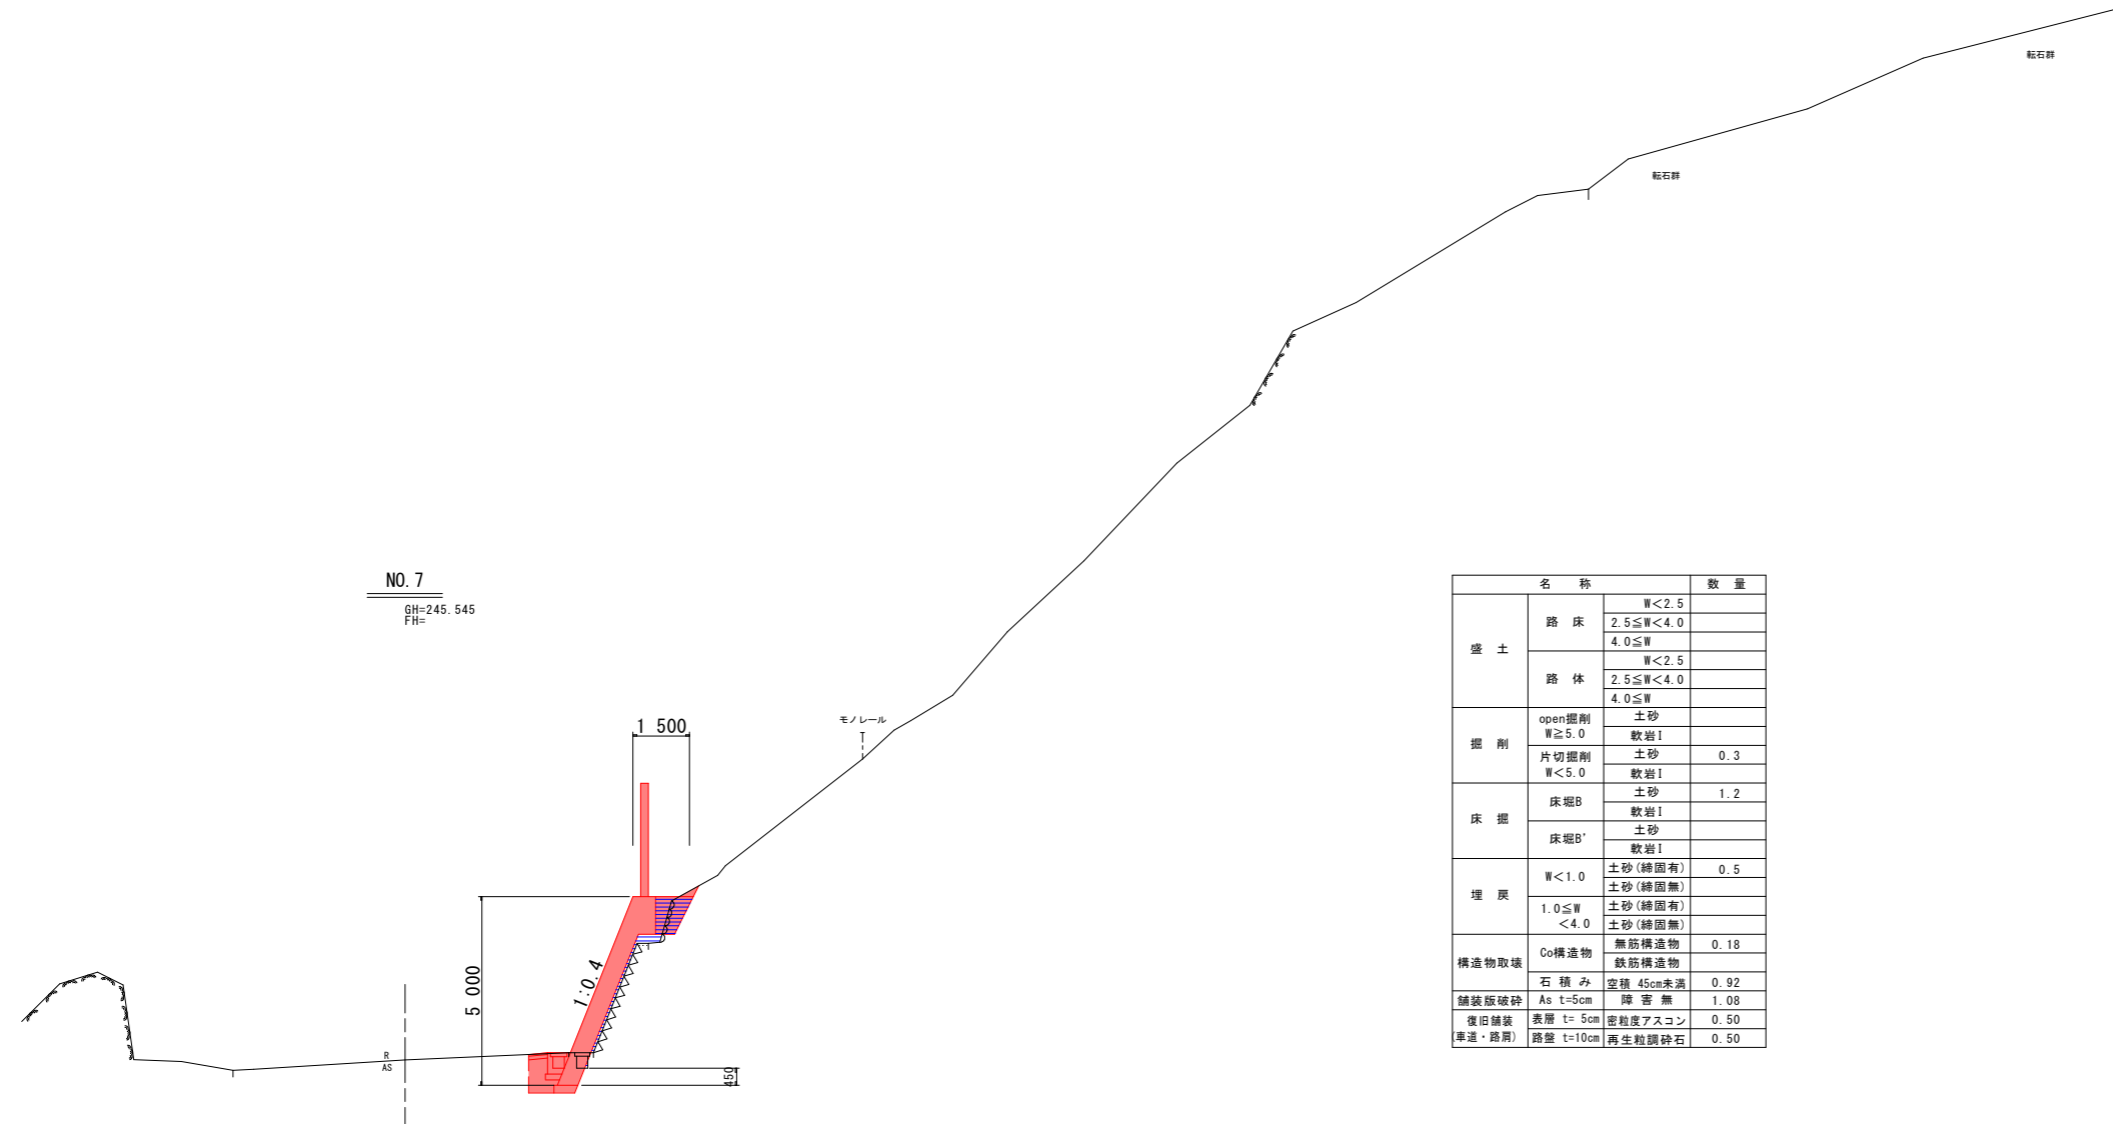 転石群
転石群
NO. 7
GH=245. 545
FH=
モノレール
1 500
5 000
1:0. 4
450
R
AS
名 称 数 量
盛 土 路 床 W<2. 5
2. 5≦W<4. 0
4. 0≦W
路 体 W<2. 5
2. 5≦W<4. 0
4. 0≦W
掘 削 open掘削 W≧5. 0 土砂
軟岩I
片切掘削 W<5. 0 土砂 0. 3
軟岩I
床 掘 床堀B 土砂 1. 2
軟岩I
床堀B' 土砂
軟岩I
埋 戻 W<1. 0 土砂(締固有) 0. 5
土砂(締固無)
1. 0≦W <4. 0 土砂(締固有)
土砂(締固無)
構造物取壊 Co構造物 無筋構造物 0. 18
鉄筋構造物
石 積 み 空積 45cm未満 0. 92
舗装版破砕 As t=5cm 障 害 無 1. 08
復旧舗装 (車道・路肩) 表層 t= 5cm 密粒度アスコン 0. 50
路盤 t=10cm 再生粒調砕石 0. 50